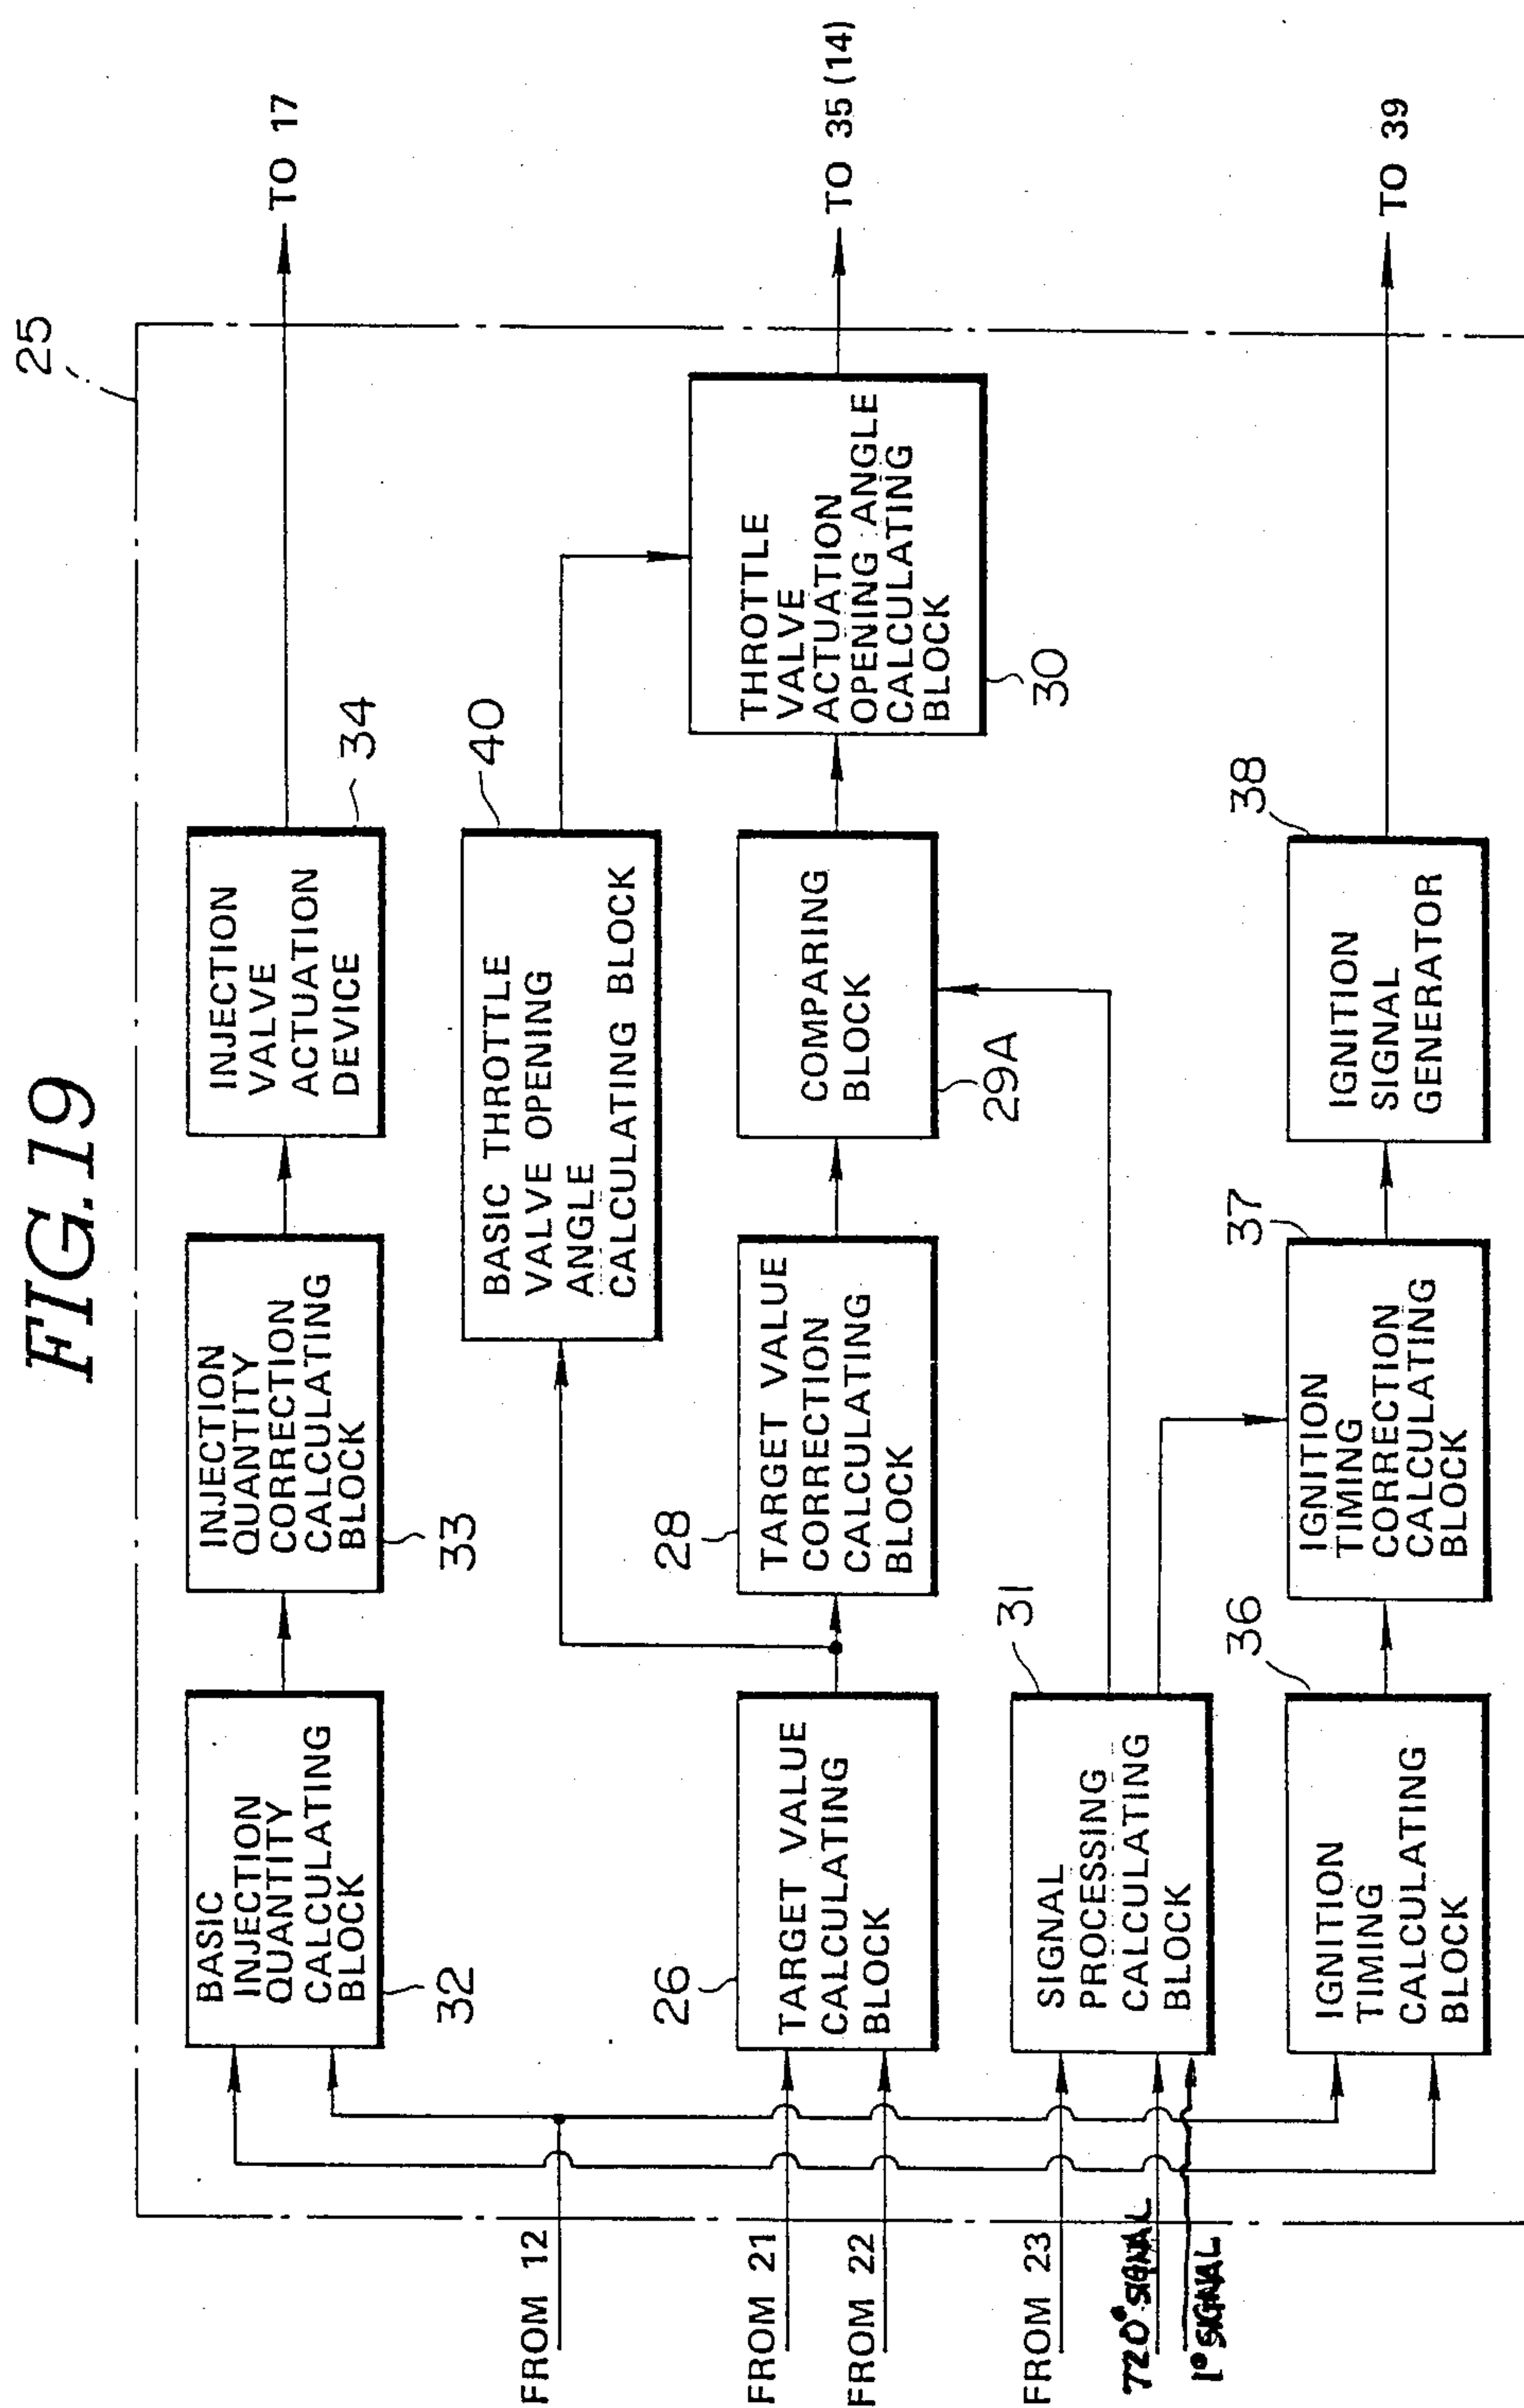 FIG.19
25
BASIC
INJECTION
QUANTITY
CALCULATING
BLOCK
32
INJECTION
QUANTITY
CORRECTION
CALCULATING
BLOCK
33
INJECTION
VALVE
ACTUATION
DEVICE
34
TO 17
FROM 12
BASIC THROTTLE
VALVE OPENING
ANGLE
CALCULATING BLOCK
40
FROM 21
FROM 22
26
TARGET VALUE
CALCULATING
BLOCK
28
TARGET VALUE
CORRECTION
CALCULATING
BLOCK
COMPARING
BLOCK
29A
THROTTLE
VALVE
ACTUATION
OPENING ANGLE
CALCULATING
BLOCK
30
TO 35 (14)
FROM 23
720° SIGNAL
1° SIGNAL
31
SIGNAL
PROCESSING
CALCULATING
BLOCK
36
IGNITION
TIMING
CALCULATING
BLOCK
37
IGNITION
TIMING
CORRECTION
CALCULATING
BLOCK
38
IGNITION
SIGNAL
GENERATOR
TO 39